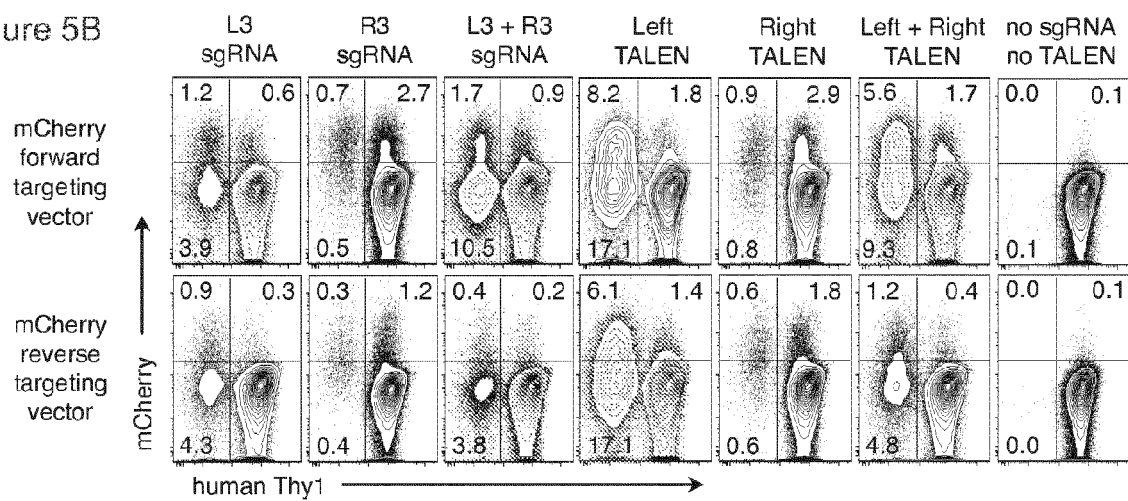 ure 5B
L3 sgRNA
R3 sgRNA
L3 + R3 sgRNA
Left TALEN
Right TALEN
Left + Right TALEN
no sgRNA no TALEN
mCherry forward targeting vector
1.2 0.6
0.7 2.7
1.7 0.9
8.2 1.8
0.9 2.9
5.6 1.7
0.0 0.1
3.9
0.5
10.5
17.1
0.8
9.3
0.1
mCherry reverse targeting vector
0.9 0.3
0.3 1.2
0.4 0.2
6.1 1.4
0.6 1.8
1.2 0.4
0.0 0.1
4.3
0.4
3.8
17.1
0.6
4.8
0.0
mCherry
human Thy1